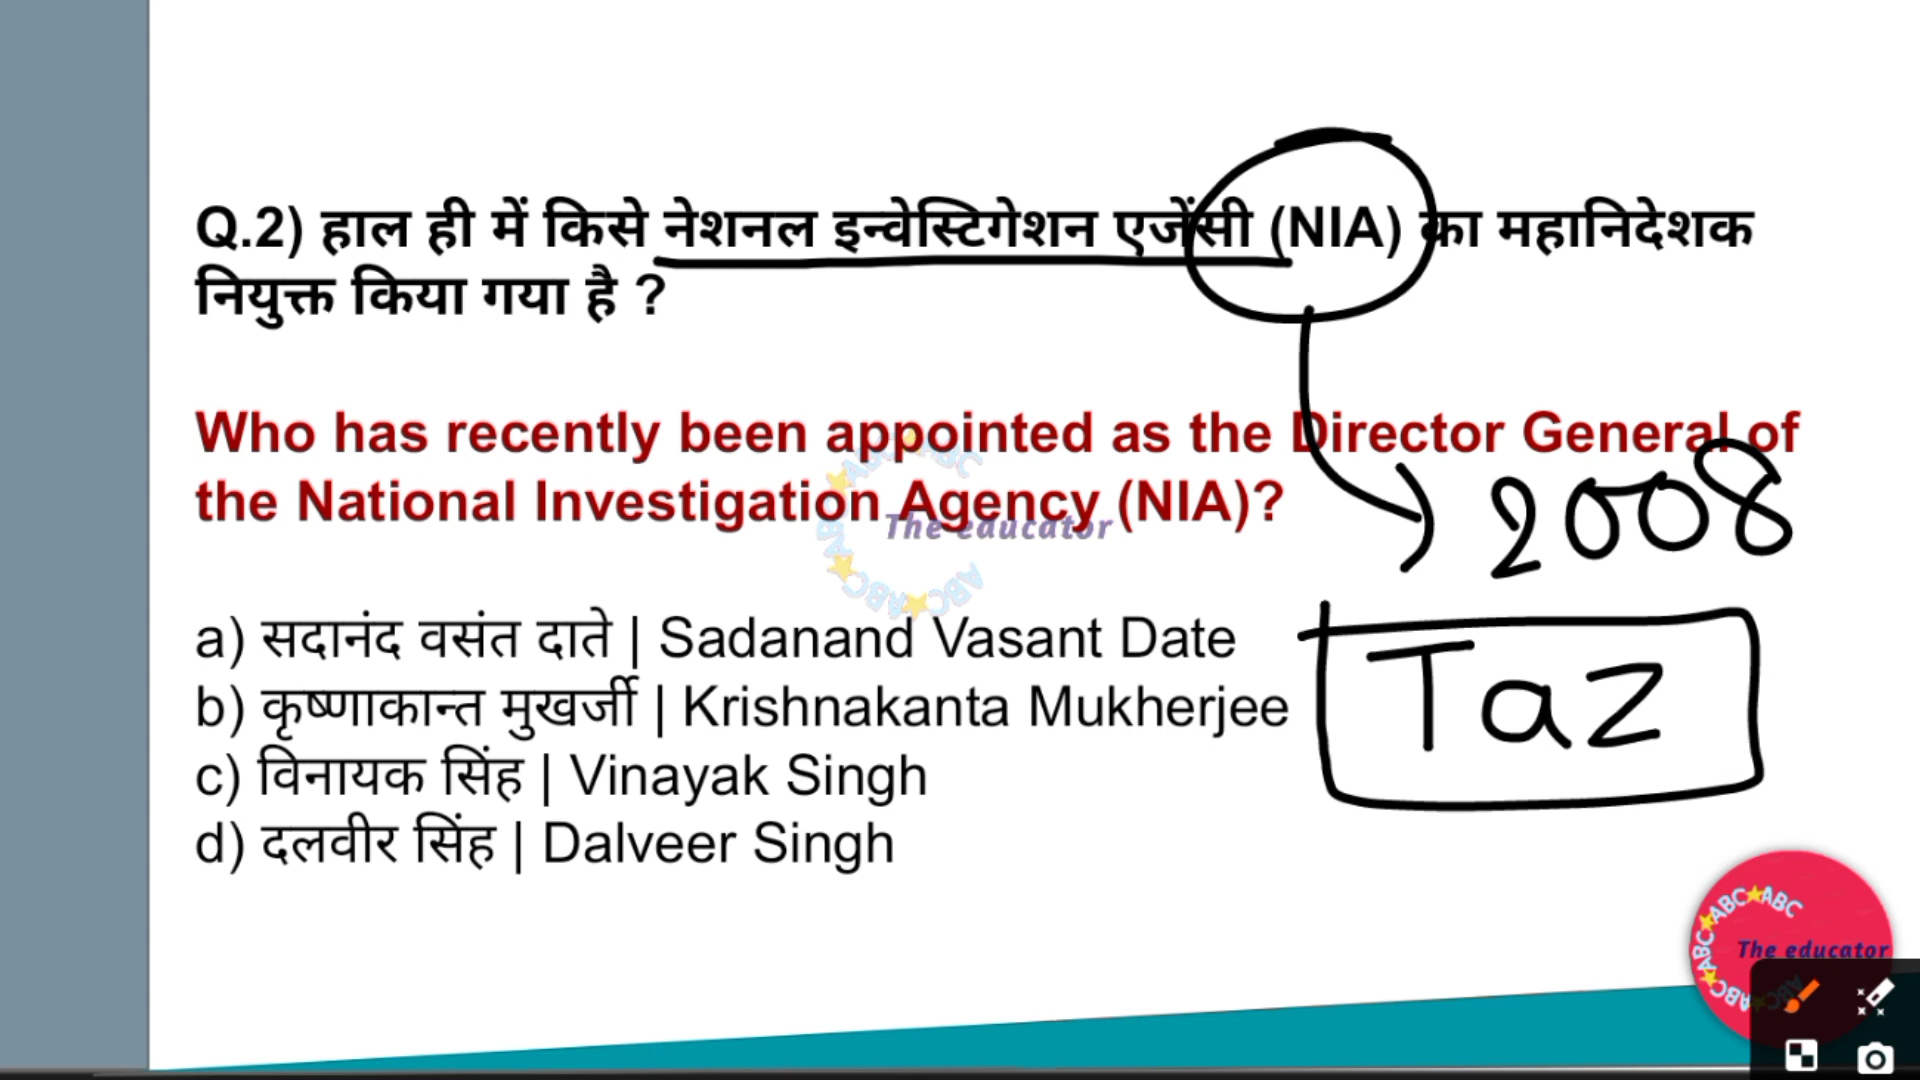 Q.2) हाल ही में किसे नेशनल इन्वेस्टिगेशन एजेंसी (NIA) का महानिदेशक
नियुक्त किया गया है ?
Who has recently been appointed as the Director General of
the National Investigation Agency (NIA)?
The educator
2008
a) सदानंद वसंत दाते | Sadanand Vasant Date
b) कृष्णाकान्त मुखर्जी | Krishnakanta Mukherjee
c) विनायक सिंह | Vinayak Singh
d) दलवीर सिंह | Dalveer Singh
Taz
ABC ABC ABC ABC
The educator